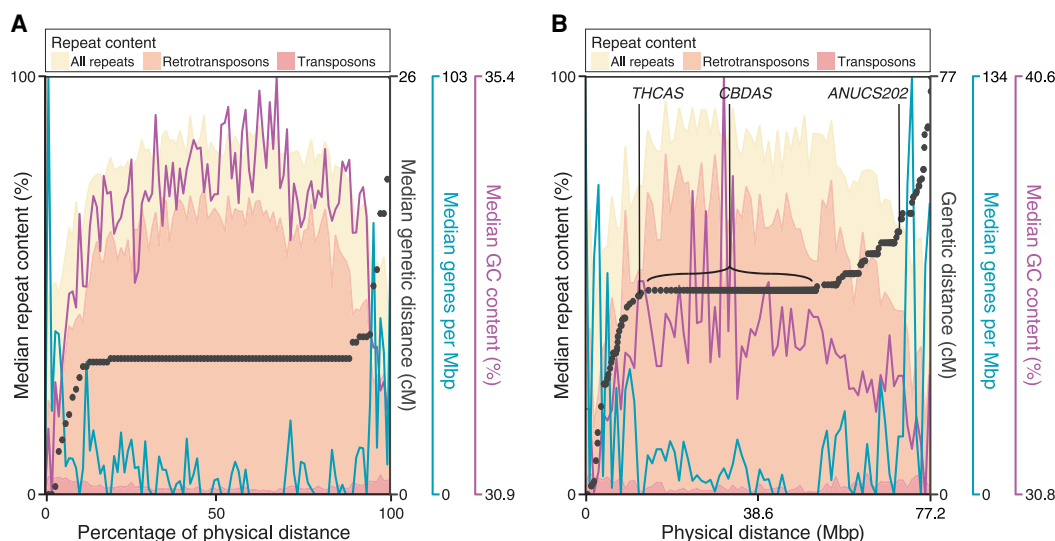 A
Repeat content
All repeats Retrotransposons Transposons
100
26
103
35.4
Median repeat content (%)
Median genetic distance (cM)
Median genes per Mbp
Median GC content (%)
0
0
0
30.9
0 50 100
Percentage of physical distance
B
Repeat content
All repeats Retrotransposons Transposons
100
77
134
40.6
THCAS CBDAS ANUCS202
Median repeat content (%)
Genetic distance (cM)
Median genes per Mbp
Median GC content (%)
0
0
0
30.8
0 38.6 77.2
Physical distance (Mbp)